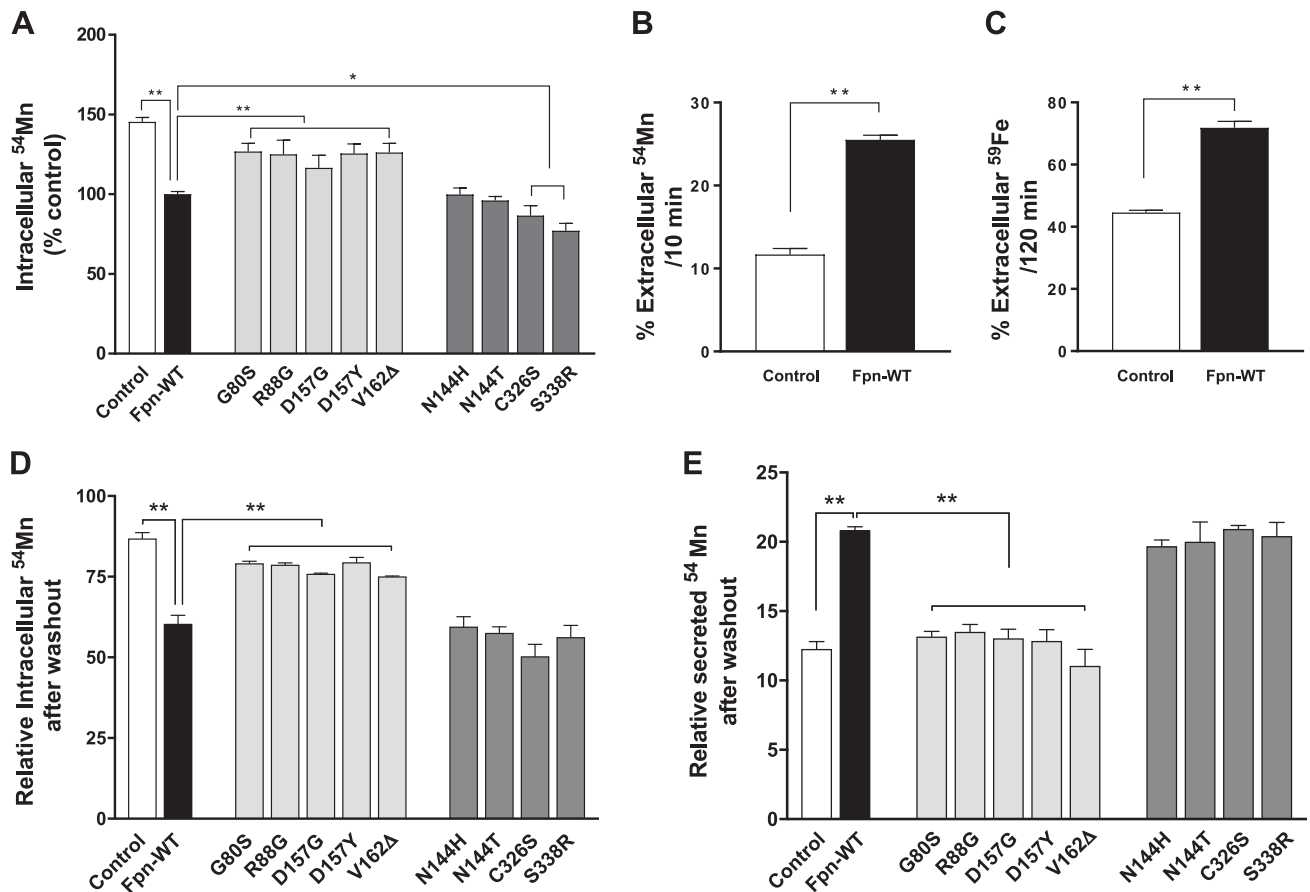 A
Intracellular ⁵⁴Mn
(% control)
200
150
100
50
0
**
**
*
Control
Fpn-WT
G80S
R88G
D157G
D157Y
V162Δ
N144H
N144T
C326S
S338R
B
% Extracellular ⁵⁴Mn
/10 min
30
20
10
0
**
Control
Fpn-WT
C
% Extracellular ⁵⁹Fe
/120 min
80
60
40
20
0
**
Control
Fpn-WT
D
Relative Intracellular ⁵⁴Mn
after washout
100
75
50
25
0
**
**
Control
Fpn-WT
G80S
R88G
D157G
D157Y
V162Δ
N144H
N144T
C326S
S338R
E
Relative secreted ⁵⁴Mn
after washout
25
20
15
10
5
0
**
**
Control
Fpn-WT
G80S
R88G
D157G
D157Y
V162Δ
N144H
N144T
C326S
S338R